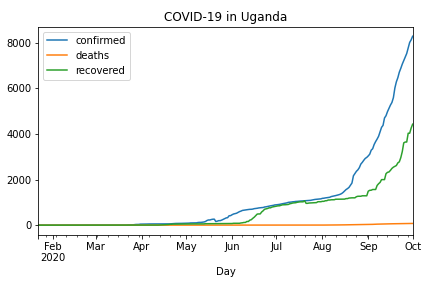 COVID-19 in Uganda
confirmed
deaths
recovered
8000
6000
4000
2000
0
Feb Mar Apr May Jun Jul Aug Sep Oct
2020
Day